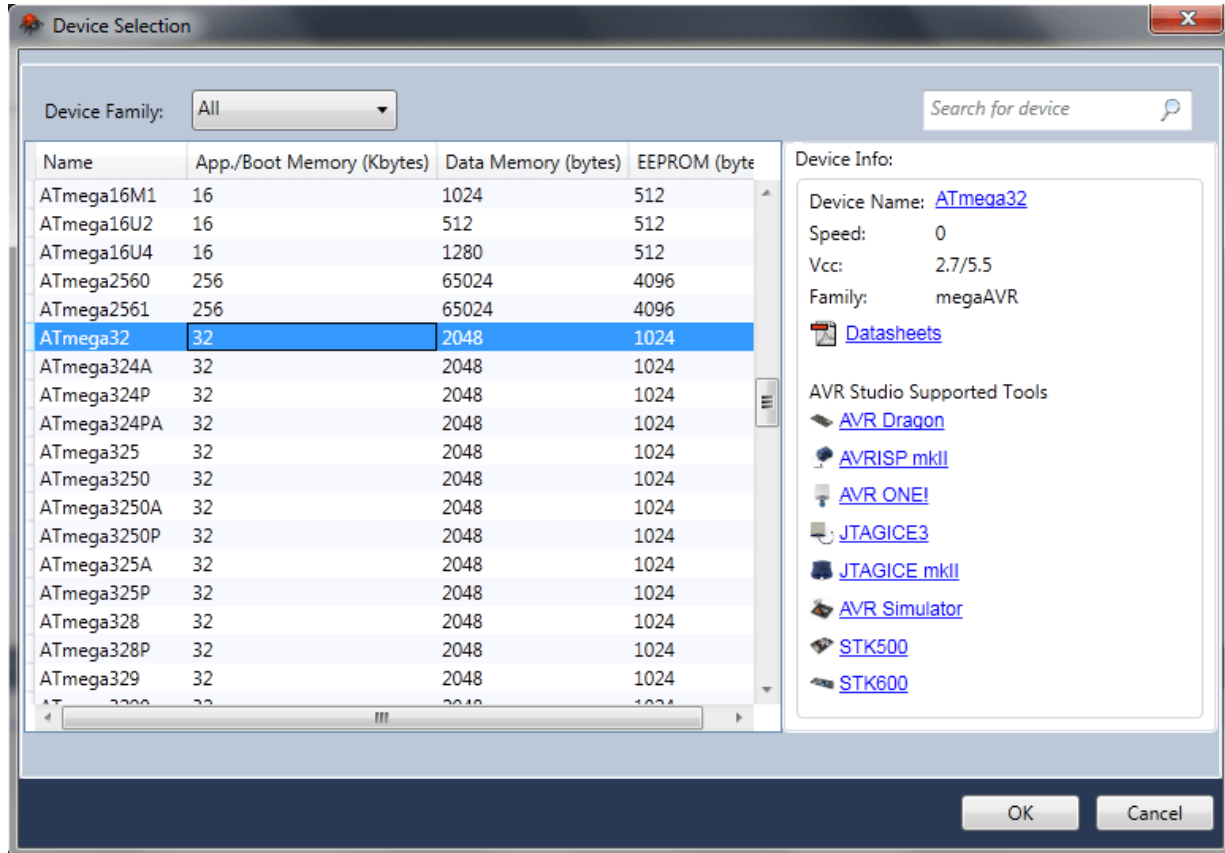 Device Selection
Device Family: All
Search for device
Name App./Boot Memory (Kbytes) Data Memory (bytes) EEPROM (byte
ATmega16M1 16 1024 512
ATmega16U2 16 512 512
ATmega16U4 16 1280 512
ATmega2560 256 65024 4096
ATmega2561 256 65024 4096
ATmega32 32 2048 1024
ATmega324A 32 2048 1024
ATmega324P 32 2048 1024
ATmega324PA 32 2048 1024
ATmega325 32 2048 1024
ATmega3250 32 2048 1024
ATmega3250A 32 2048 1024
ATmega3250P 32 2048 1024
ATmega325A 32 2048 1024
ATmega325P 32 2048 1024
ATmega328 32 2048 1024
ATmega328P 32 2048 1024
ATmega329 32 2048 1024
Device Info:
Device Name: ATmega32
Speed: 0
Vcc: 2.7/5.5
Family: megaAVR
Datasheets
AVR Studio Supported Tools
AVR Dragon
AVRISP mkII
AVR ONE!
JTAGICE3
JTAGICE mkII
AVR Simulator
STK500
STK600
OK Cancel